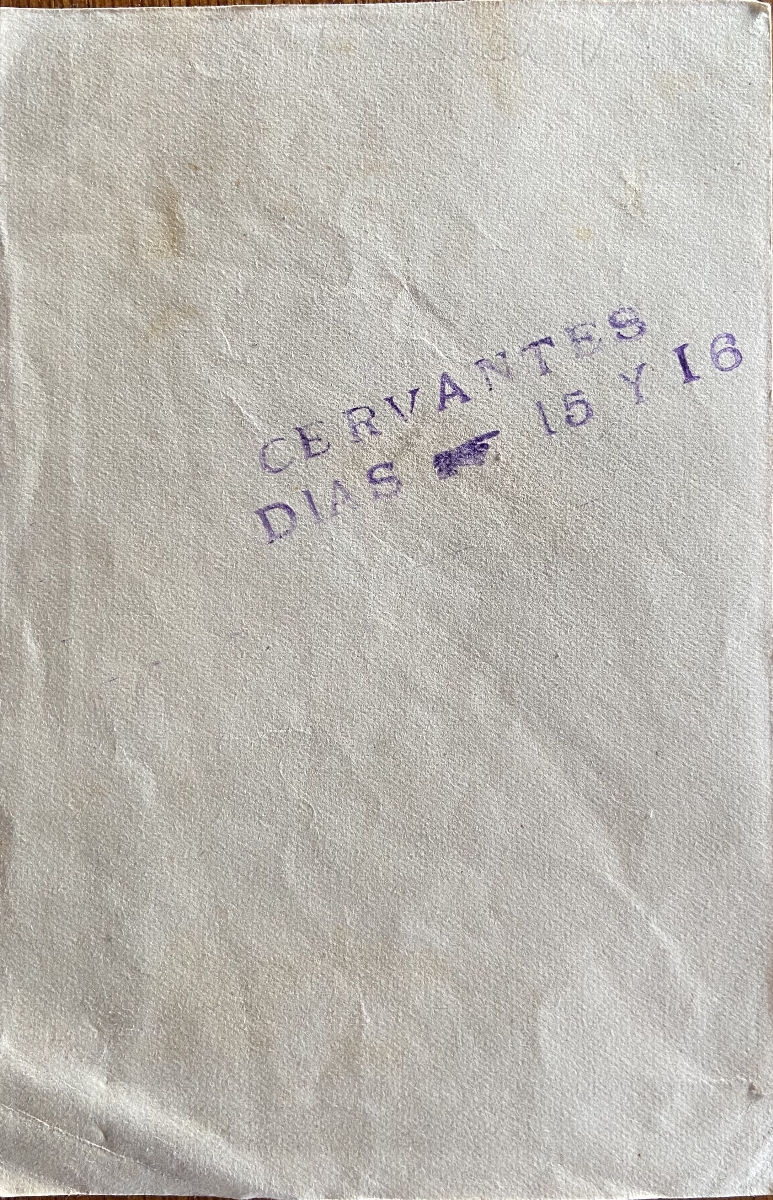 CERVANTES
DIAS 15 Y 16